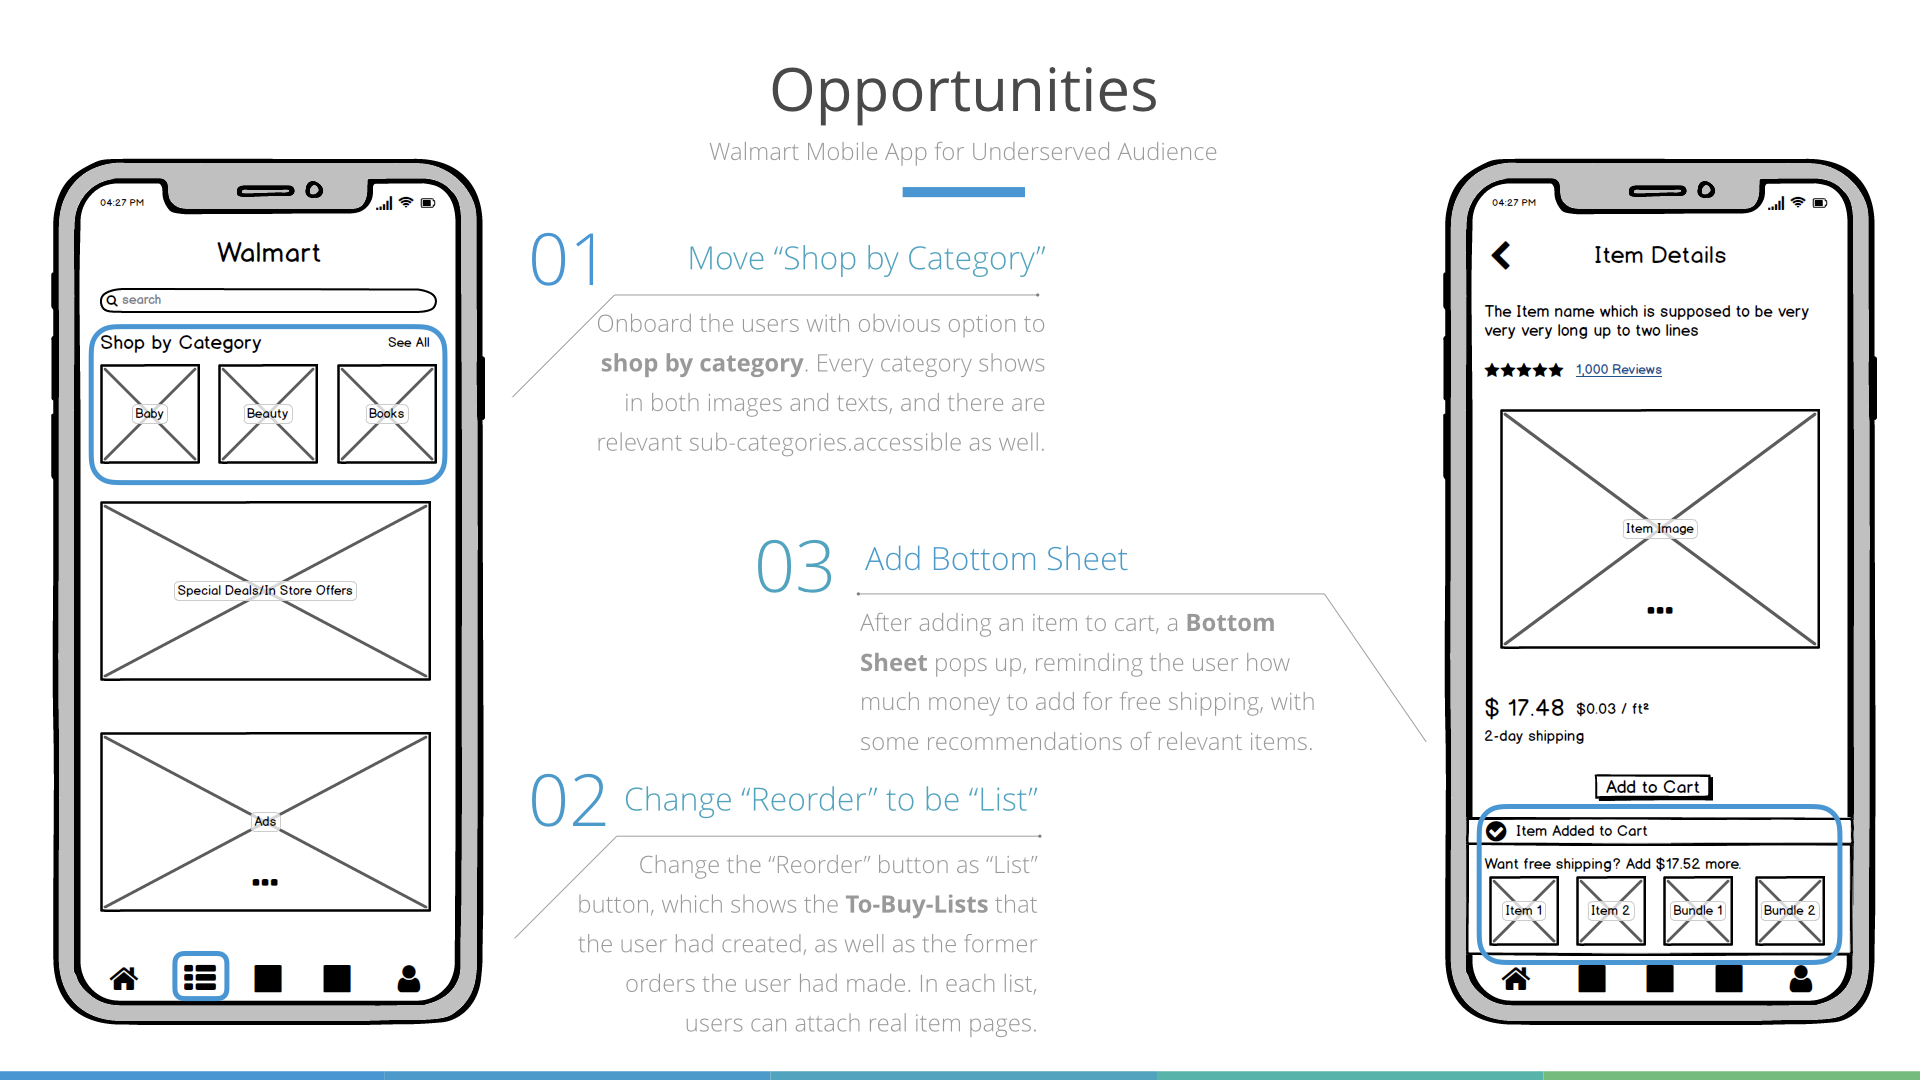 Opportunities
Walmart Mobile App for Underserved Audience
04:27 PM
Walmart
search
Shop by Category
See All
Baby
Beauty
Books
Special Deals/In Store Offers
Ads
01
Move “Shop by Category”
Onboard the users with obvious option to
shop by category. Every category shows
in both images and texts, and there are
relevant sub-categories.accessible as well.
03
Add Bottom Sheet
After adding an item to cart, a Bottom
Sheet pops up, reminding the user how
much money to add for free shipping, with
some recommendations of relevant items.
02
Change “Reorder” to be “List”
Change the “Reorder” button as “List”
button, which shows the To-Buy-Lists that
the user had created, as well as the former
orders the user had made. In each list,
users can attach real item pages.
04:27 PM
Item Details
The Item name which is supposed to be very
very very long up to two lines
1,000 Reviews
Item Image
$ 17.48 $0.03 / ft²
2-day shipping
Add to Cart
Item Added to Cart
Want free shipping? Add $17.52 more.
Item 1
Item 2
Bundle 1
Bundle 2